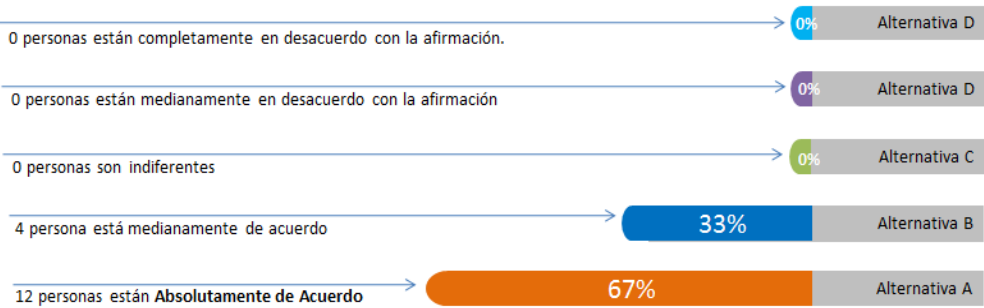 0% Alternativa D
0 personas están completamente en desacuerdo con la afirmación.
0% Alternativa D
0 personas están medianamente en desacuerdo con la afirmación
0% Alternativa C
0 personas son indiferentes
33% Alternativa B
4 persona está medianamente de acuerdo
67% Alternativa A
12 personas están Absolutamente de Acuerdo